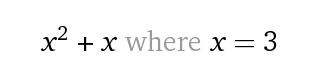 x² + x where x = 3